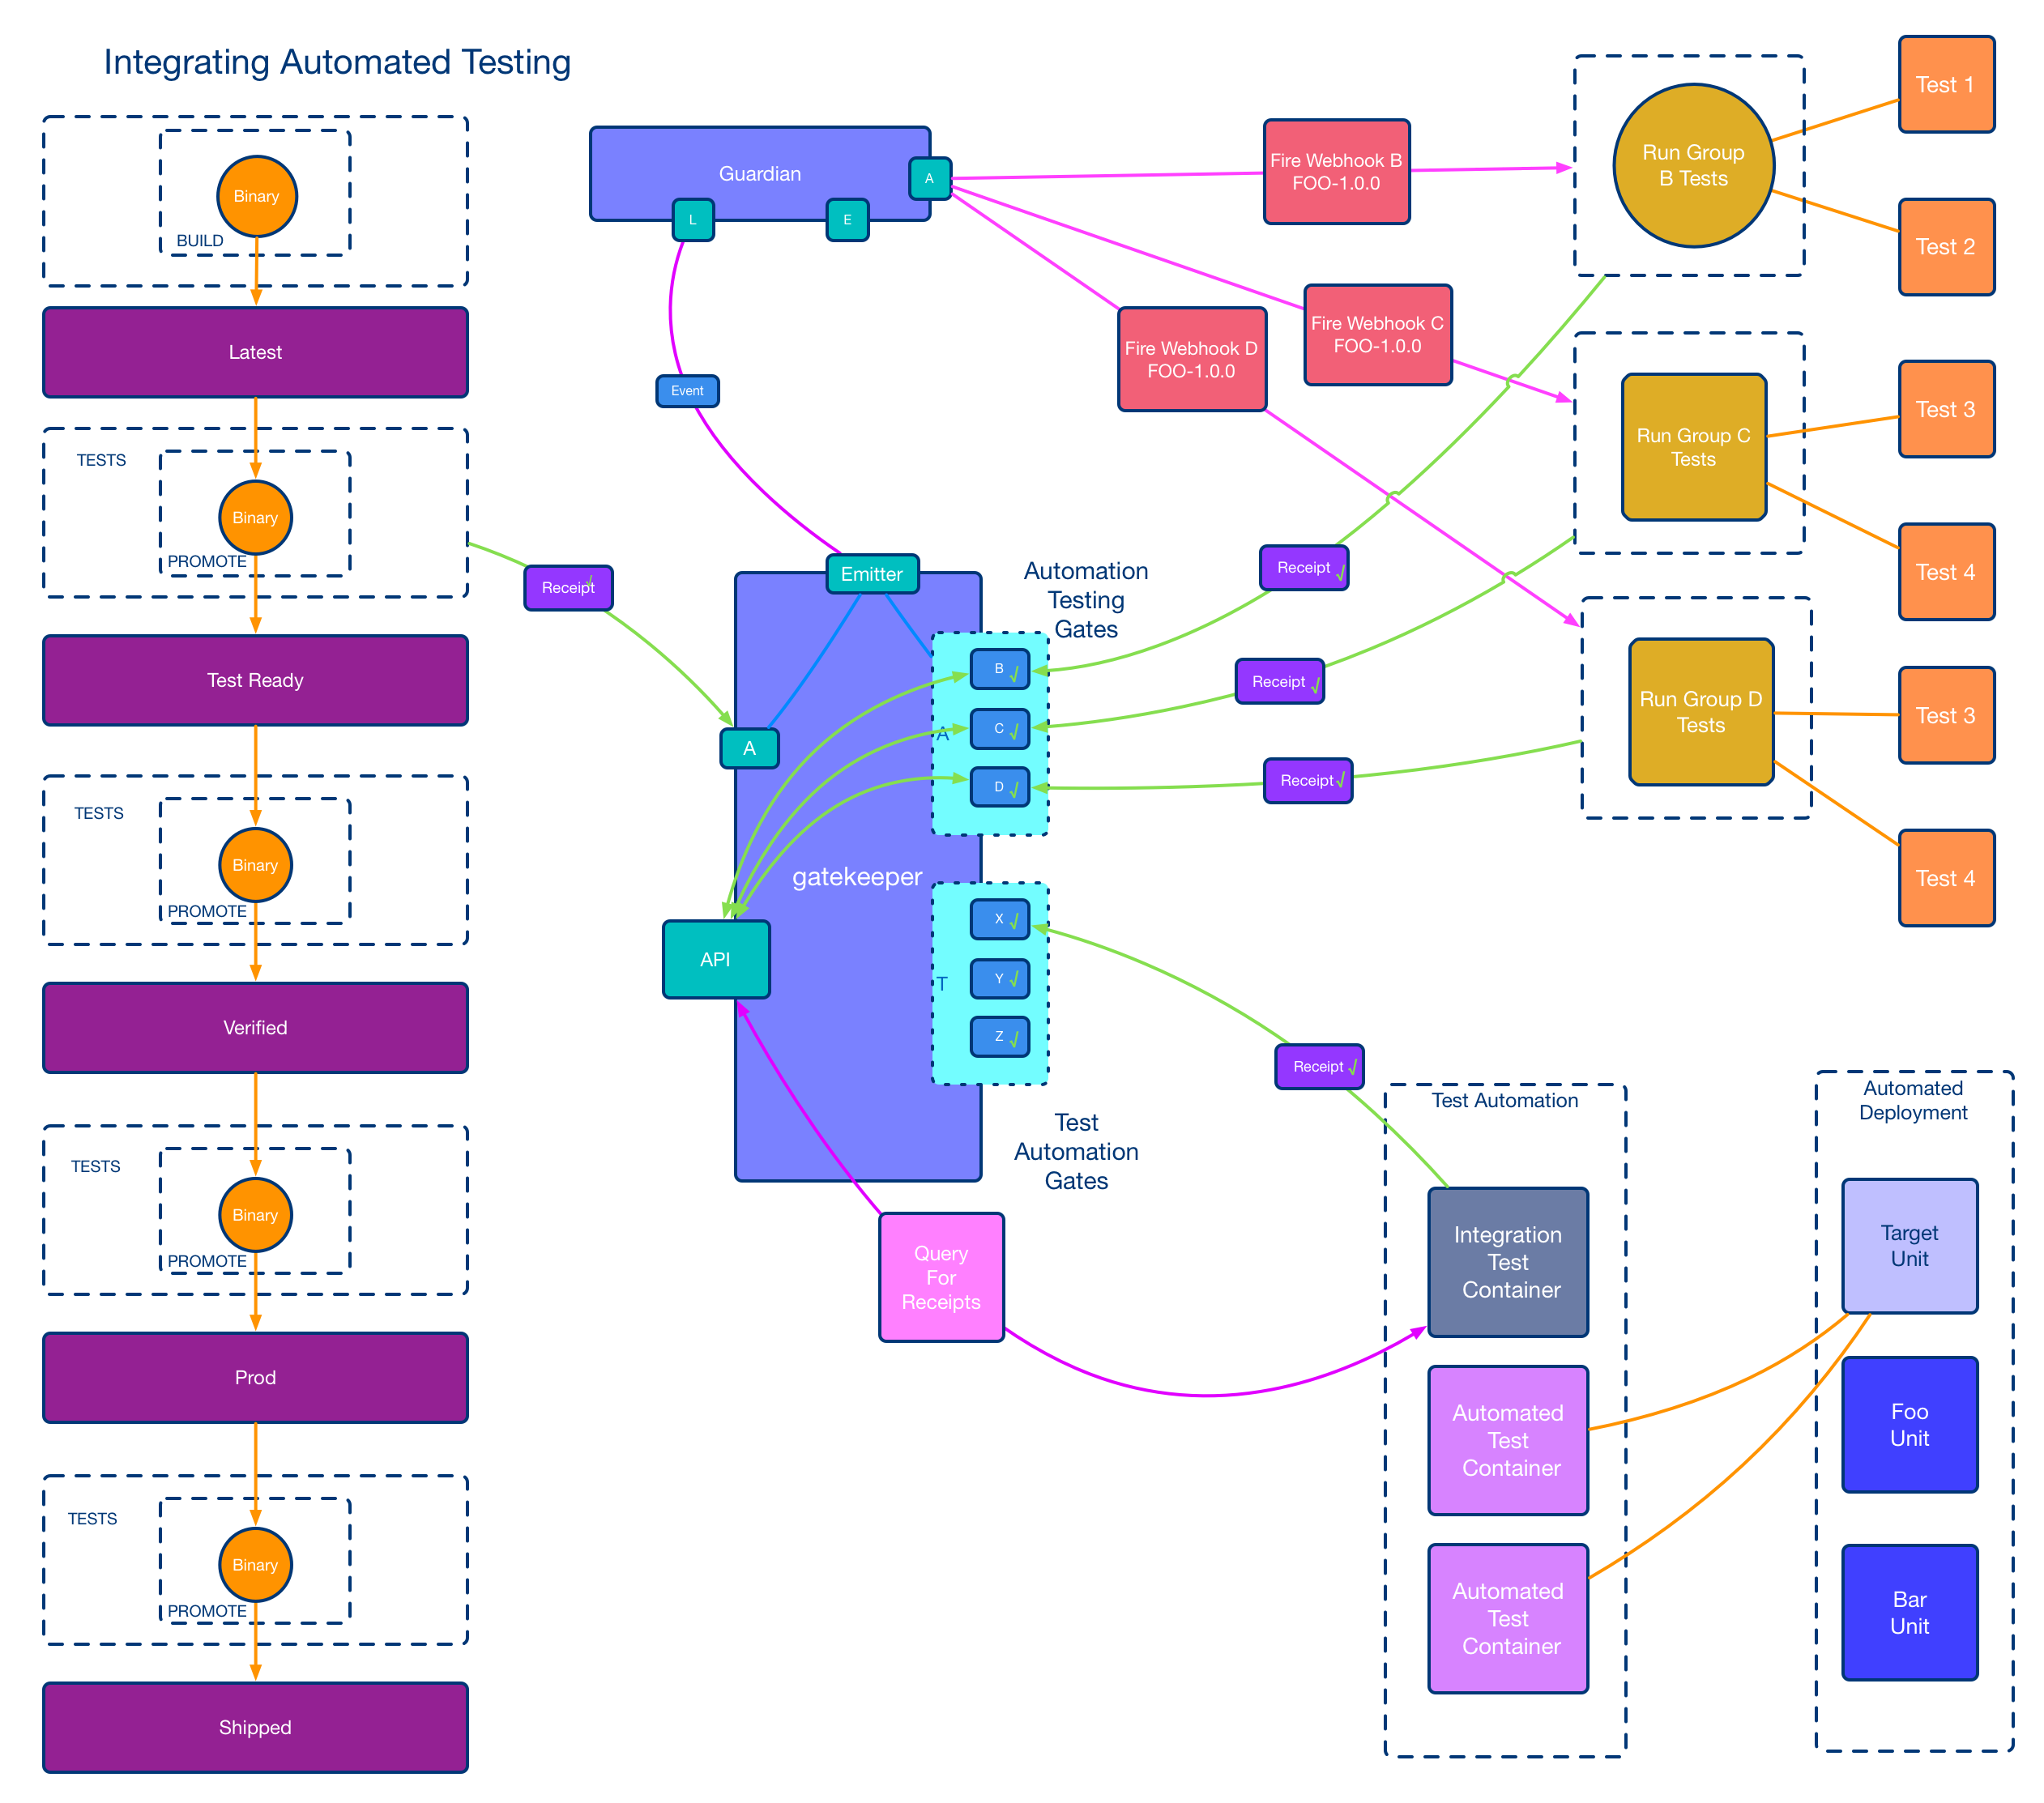 Integrating Automated Testing
Binary
BUILD
Latest
TESTS
Binary
PROMOTE
Test Ready
TESTS
Binary
PROMOTE
Verified
TESTS
Binary
PROMOTE
Prod
TESTS
Binary
PROMOTE
Shipped
Guardian
A
L
E
Event
Receipt √
Emitter
A
gatekeeper
API
Automation
Testing
Gates
A
B √
C √
D √
T
X √
Y √
Z √
Test
Automation
Gates
Query
For
Receipts
Fire Webhook B
FOO-1.0.0
Fire Webhook C
FOO-1.0.0
Fire Webhook D
FOO-1.0.0
Receipt √
Receipt √
Receipt √
Receipt √
Run Group
B Tests
Run Group C
Tests
Run Group D
Tests
Test 1
Test 2
Test 3
Test 4
Test 3
Test 4
Test Automation
Integration
Test
Container
Automated
Test
Container
Automated
Test
Container
Automated
Deployment
Target
Unit
Foo
Unit
Bar
Unit